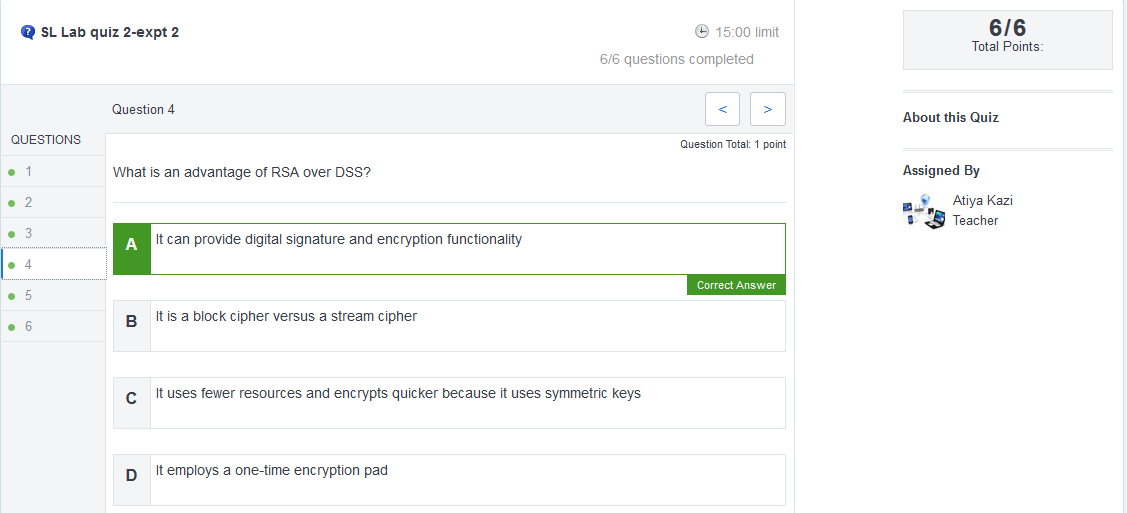 SL Lab quiz 2-expt 2
15:00 limit
6/6 questions completed
6/6
Total Points:
About this Quiz
Assigned By
Atiya Kazi
Teacher
Question 4
<
>
QUESTIONS
1
2
3
4
5
6
Question Total: 1 point
What is an advantage of RSA over DSS?
A
It can provide digital signature and encryption functionality
Correct Answer
B
It is a block cipher versus a stream cipher
C
It uses fewer resources and encrypts quicker because it uses symmetric keys
D
It employs a one-time encryption pad